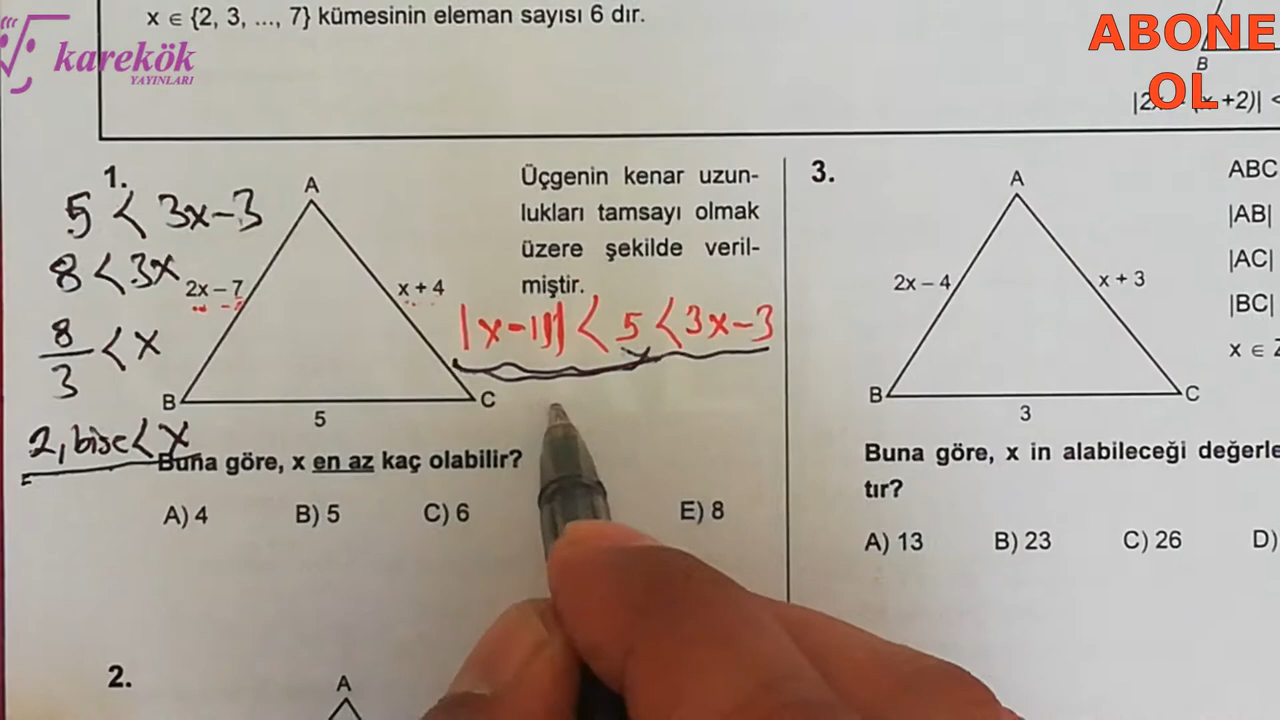 x ∈ {2, 3, ..., 7} kümesinin eleman sayısı 6 dır.
karekök
YAYINLARI
ABONE
OL
B
+2)| <
1.
A
2x – 7
x + 4
B
C
5
Üçgenin kenar uzun-
lukları tamsayı olmak
üzere şekilde veril-
miştir.
5 < 3x-3
8 < 3x
8/3 < x
2, bişe < x
|x-11| < 5 < 3x-3
Buna göre, x en az kaç olabilir?
A) 4 B) 5 C) 6 E) 8
2.
A
3.
A
2x – 4
x + 3
B
C
3
ABC
|AB|
|AC|
|BC|
x ∈ Z
Buna göre, x in alabileceği değerle
tır?
A) 13 B) 23 C) 26 D)